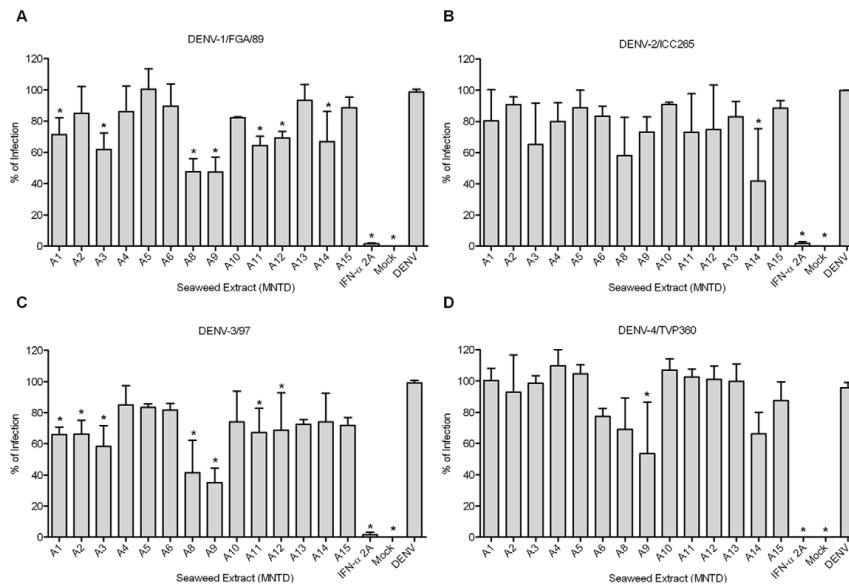 A
DENV-1/FGA/89
% of Infection
120
100
80
60
40
20
0
* * * * * * * * *
A1 A2 A3 A4 A5 A6 A8 A9 A10 A11 A12 A13 A14 A15 IFN-α 2A Mock DENV
Seaweed Extract (MNTD)
B
DENV-2/ICC265
% of Infection
120
100
80
60
40
20
0
* * *
A1 A2 A3 A4 A5 A6 A8 A9 A10 A11 A12 A13 A14 A15 IFN-α 2A Mock DENV
Seaweed Extract (MNTD)
C
DENV-3/97
% of Infection
120
100
80
60
40
20
0
* * * * * * * * *
A1 A2 A3 A4 A5 A6 A8 A9 A10 A11 A12 A13 A14 A15 IFN-α 2A Mock DENV
Seaweed Extract (MNTD)
D
DENV-4/TVP360
% of Infection
120
100
80
60
40
20
0
* * *
A1 A2 A3 A4 A5 A6 A8 A9 A10 A11 A12 A13 A14 A15 IFN-α 2A Mock DENV
Seaweed Extract (MNTD)